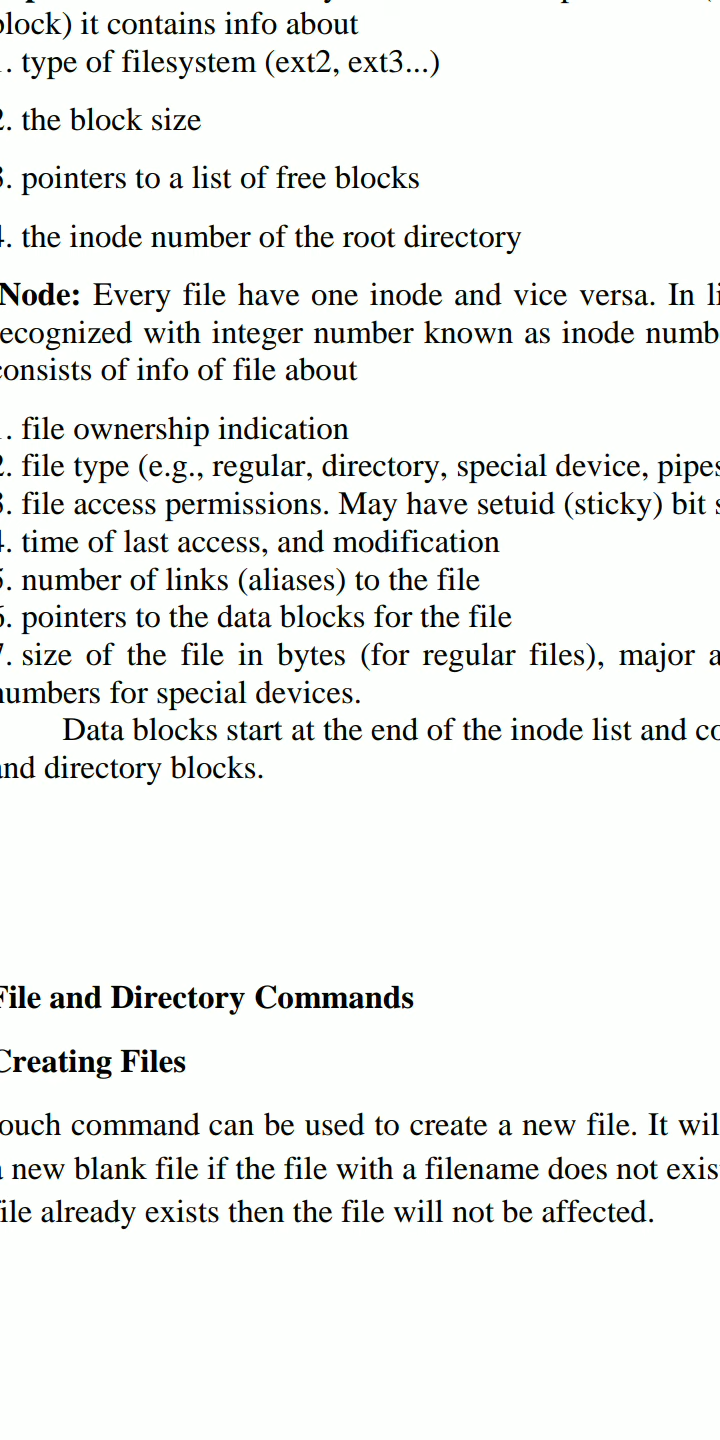 block) it contains info about
. type of filesystem (ext2, ext3...)
2. the block size
3. pointers to a list of free blocks
4. the inode number of the root directory
Node: Every file have one inode and vice versa. In li
ecognized with integer number known as inode numb
consists of info of file about
. file ownership indication
2. file type (e.g., regular, directory, special device, pipes
3. file access permissions. May have setuid (sticky) bit s
4. time of last access, and modification
5. number of links (aliases) to the file
6. pointers to the data blocks for the file
7. size of the file in bytes (for regular files), major a
numbers for special devices.
Data blocks start at the end of the inode list and co
and directory blocks.
File and Directory Commands
Creating Files
ouch command can be used to create a new file. It wil
a new blank file if the file with a filename does not exis
file already exists then the file will not be affected.